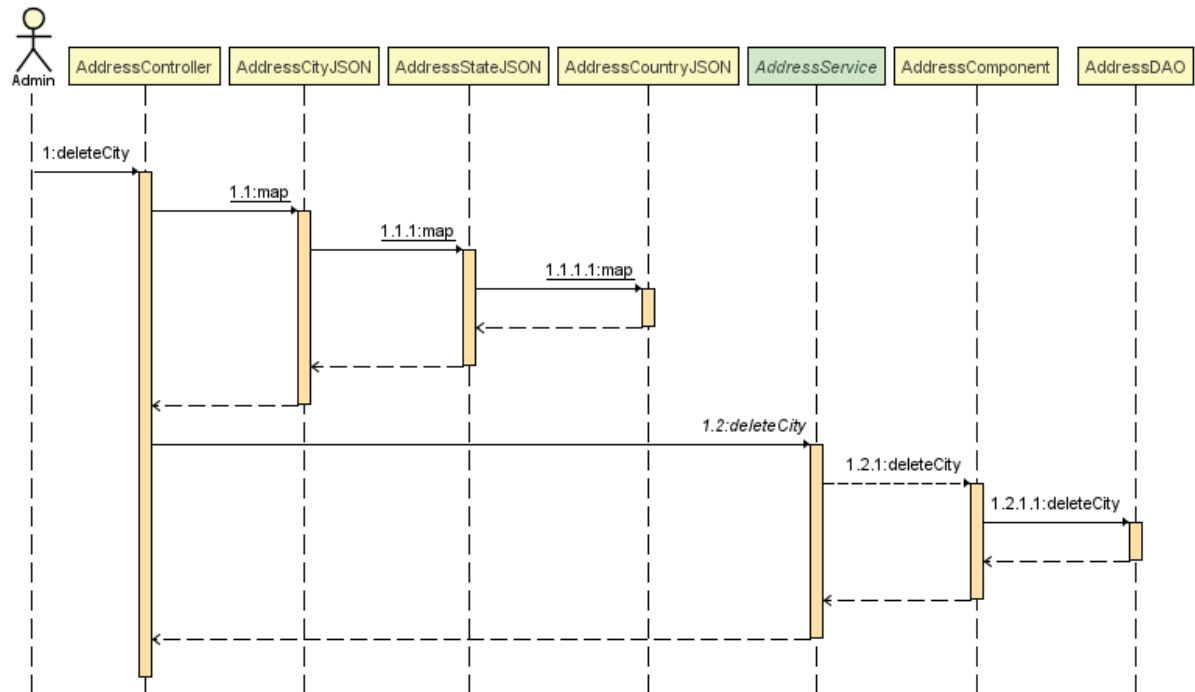 Admin
AddressController
AddressCityJSON
AddressStateJSON
AddressCountryJSON
AddressService
AddressComponent
AddressDAO
1:deleteCity
1.1:map
1.1.1:map
1.1.1.1:map
1.2:deleteCity
1.2.1:deleteCity
1.2.1.1:deleteCity